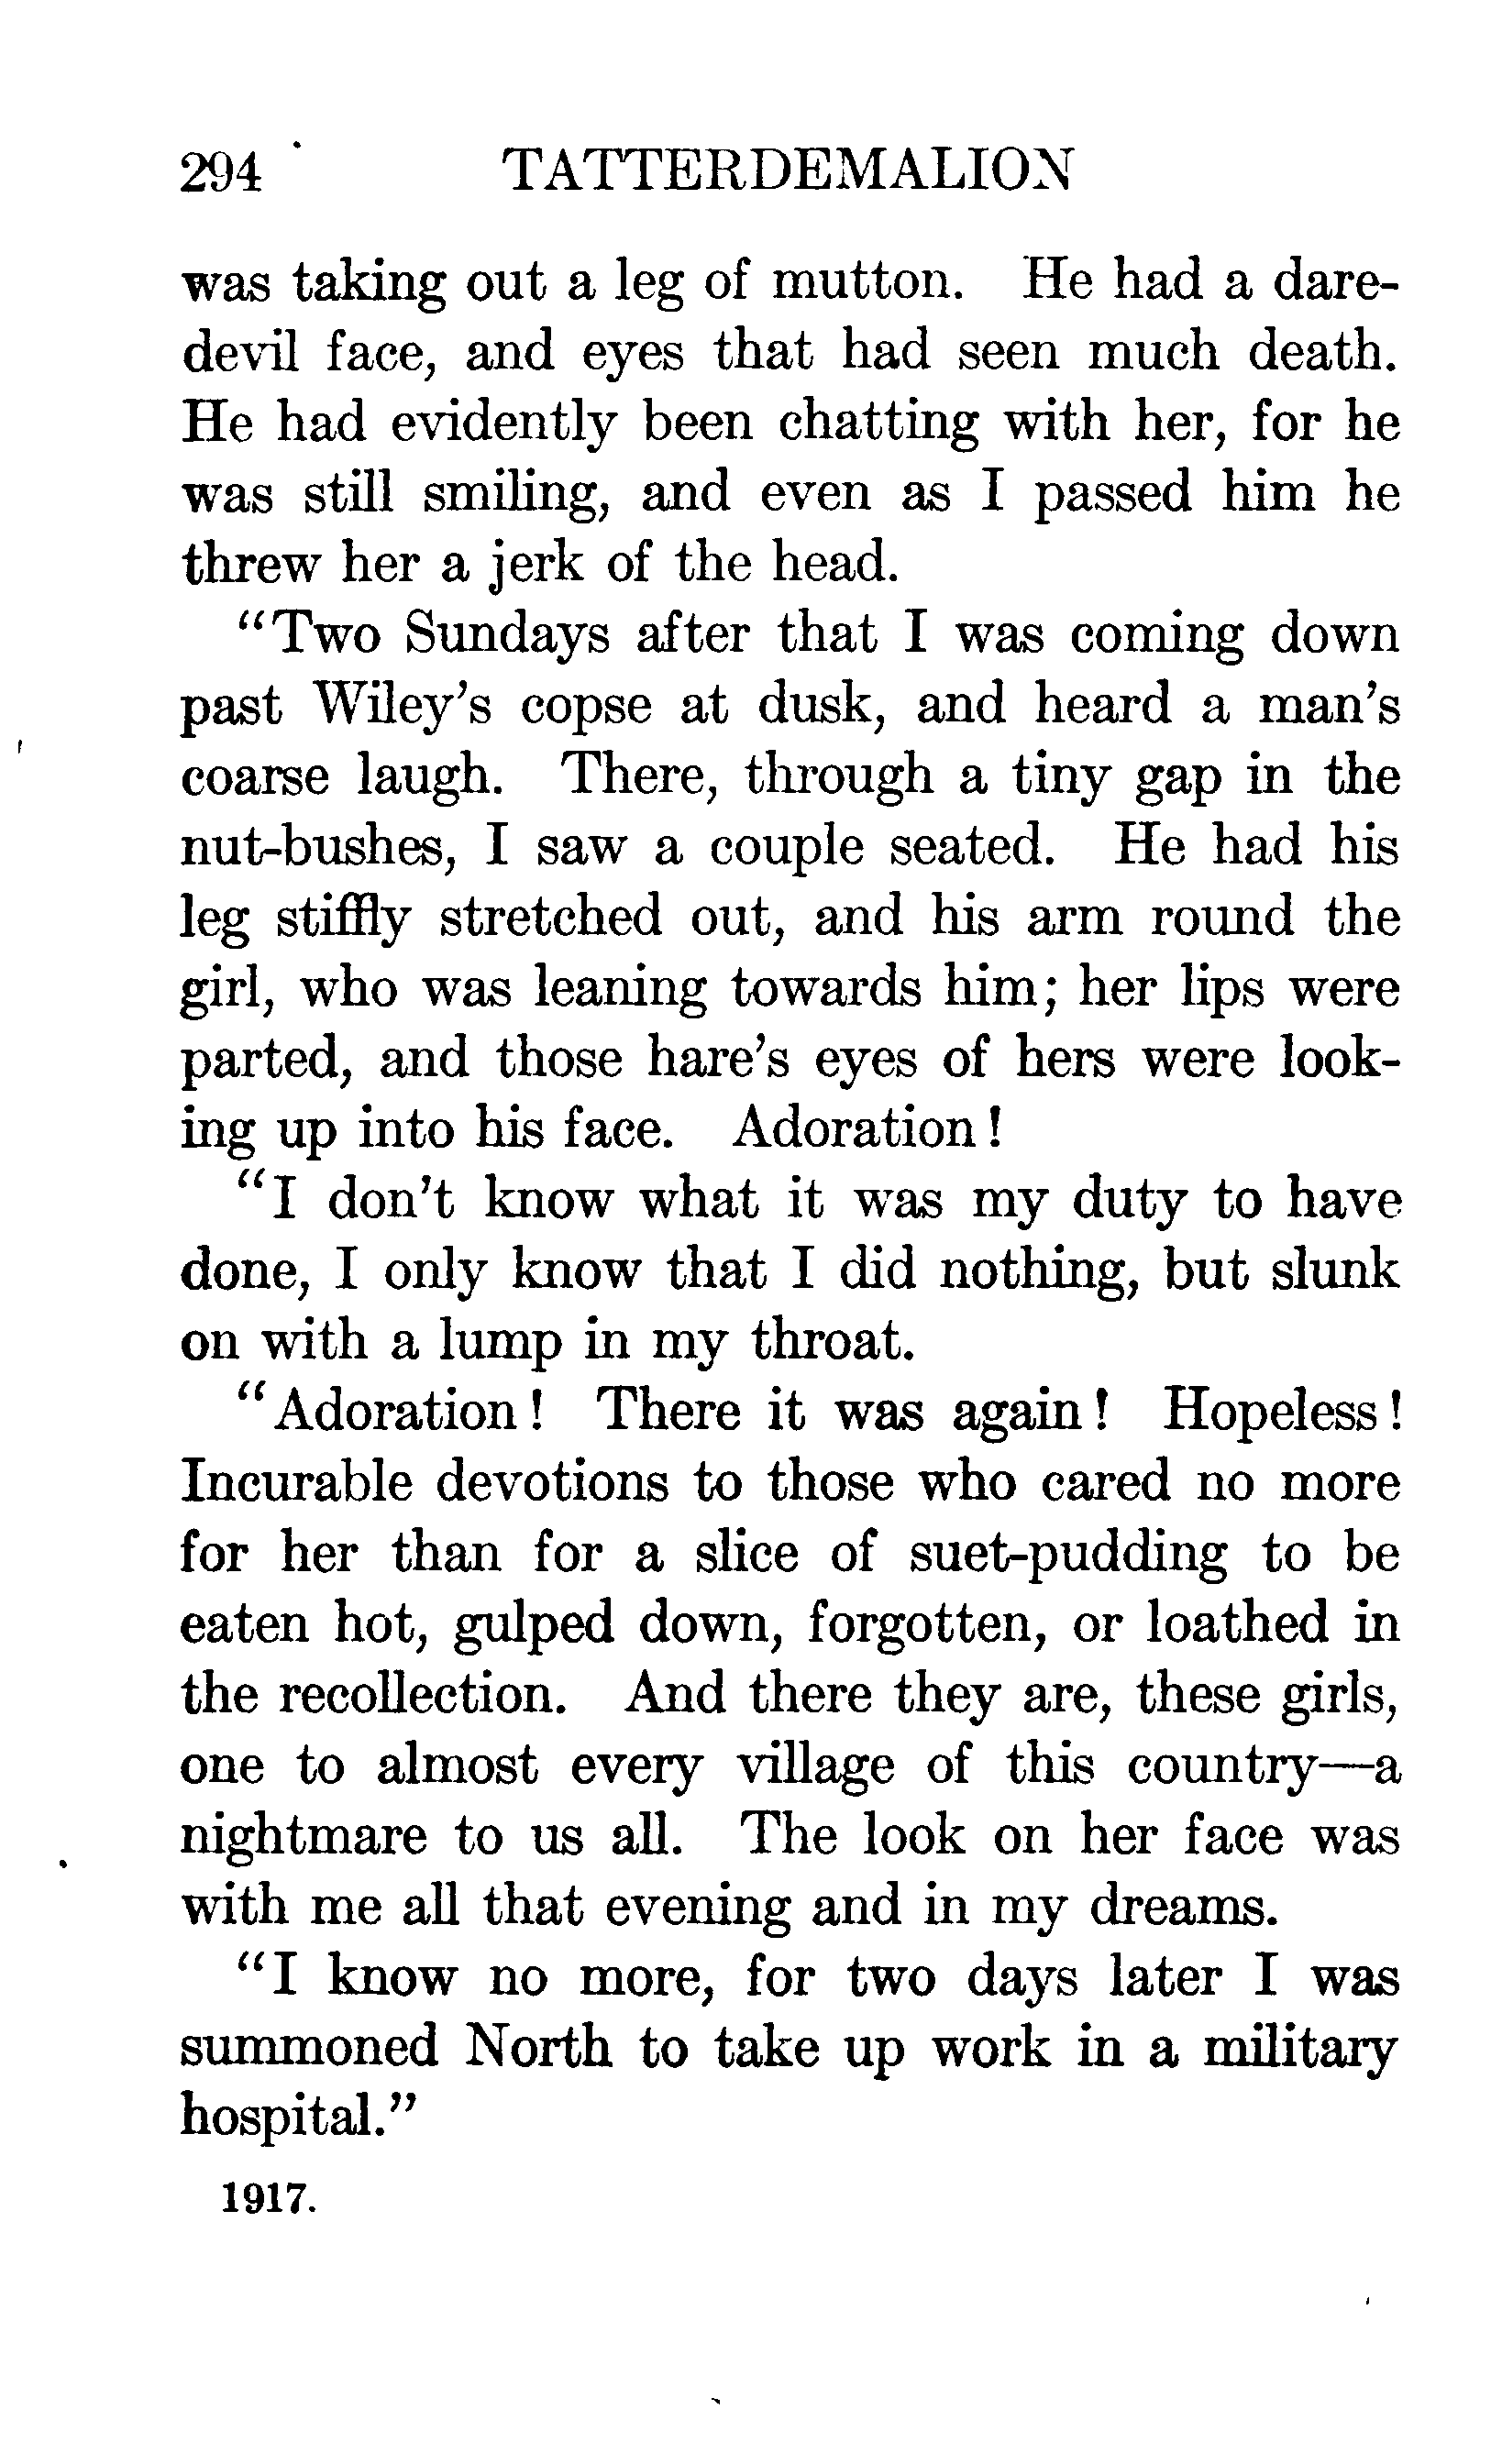 294 TATTERDEMALION
was taking out a leg of mutton. He had a dare-
devil face, and eyes that had seen much death.
He had evidently been chatting with her, for he
was still smiling, and even as I passed him he
threw her a jerk of the head.
"Two Sundays after that I was coming down
past Wiley's copse at dusk, and heard a man's
coarse laugh. There, through a tiny gap in the
nut-bushes, I saw a couple seated. He had his
leg stiffly stretched out, and his arm round the
girl, who was leaning towards him; her lips were
parted, and those hare's eyes of hers were look-
ing up into his face. Adoration!
"I don't know what it was my duty to have
done, I only know that I did nothing, but slunk
on with a lump in my throat.
"Adoration! There it was again! Hopeless!
Incurable devotions to those who cared no more
for her than for a slice of suet-pudding to be
eaten hot, gulped down, forgotten, or loathed in
the recollection. And there they are, these girls,
one to almost every village of this country—a
nightmare to us all. The look on her face was
with me all that evening and in my dreams.
"I know no more, for two days later I was
summoned North to take up work in a military
hospital."
1917.